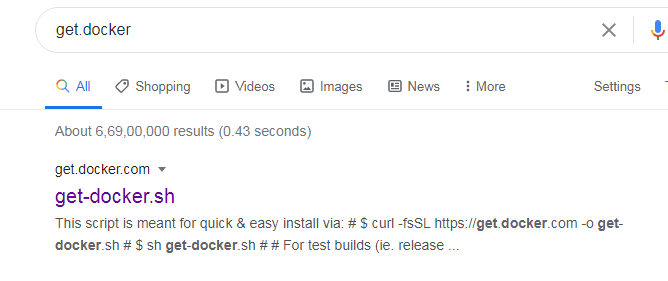 get.docker
All Shopping Videos Images News More Settings
About 6,69,00,000 results (0.43 seconds)
get.docker.com
get-docker.sh
This script is meant for quick & easy install via: # $ curl -fsSL https://get.docker.com -o get-
docker.sh # $ sh get-docker.sh # # For test builds (ie. release ...